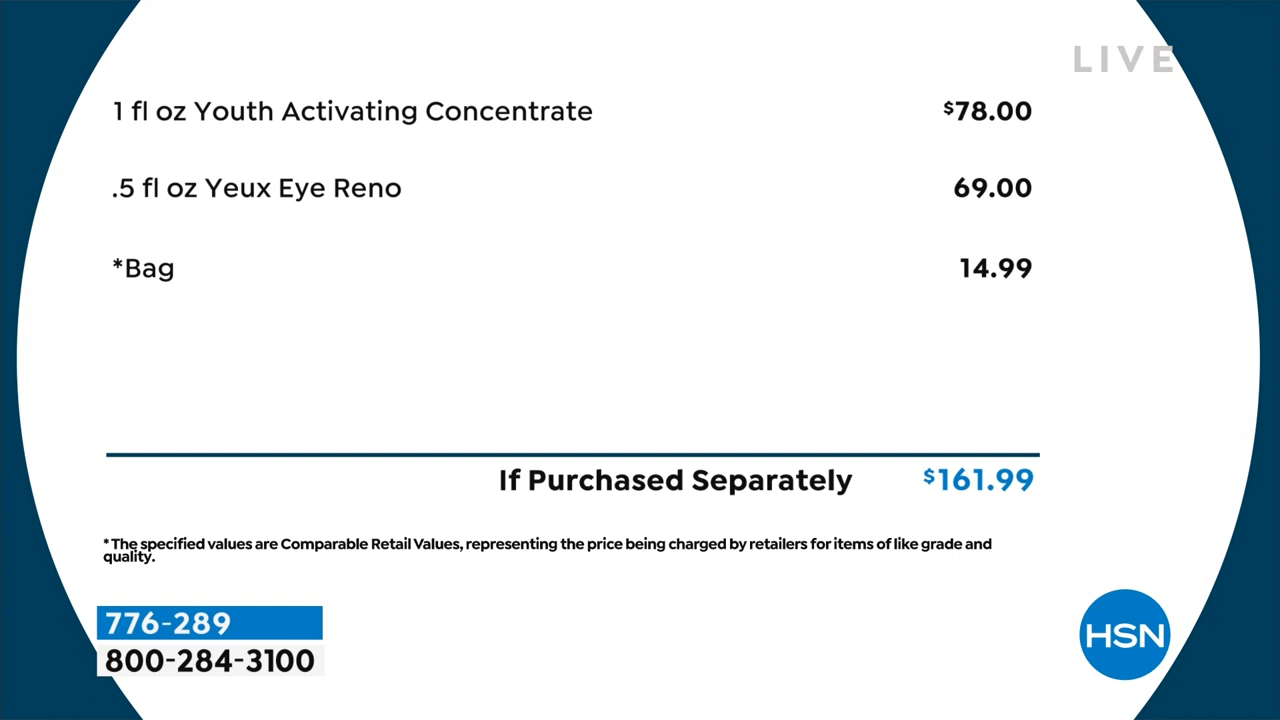 LIVE
1 fl oz Youth Activating Concentrate $78.00
.5 fl oz Yeux Eye Reno 69.00
*Bag 14.99
If Purchased Separately $161.99
*The specified values are Comparable Retail Values, representing the price being charged by retailers for items of like grade and
quality.
776-289
800-284-3100
HSN